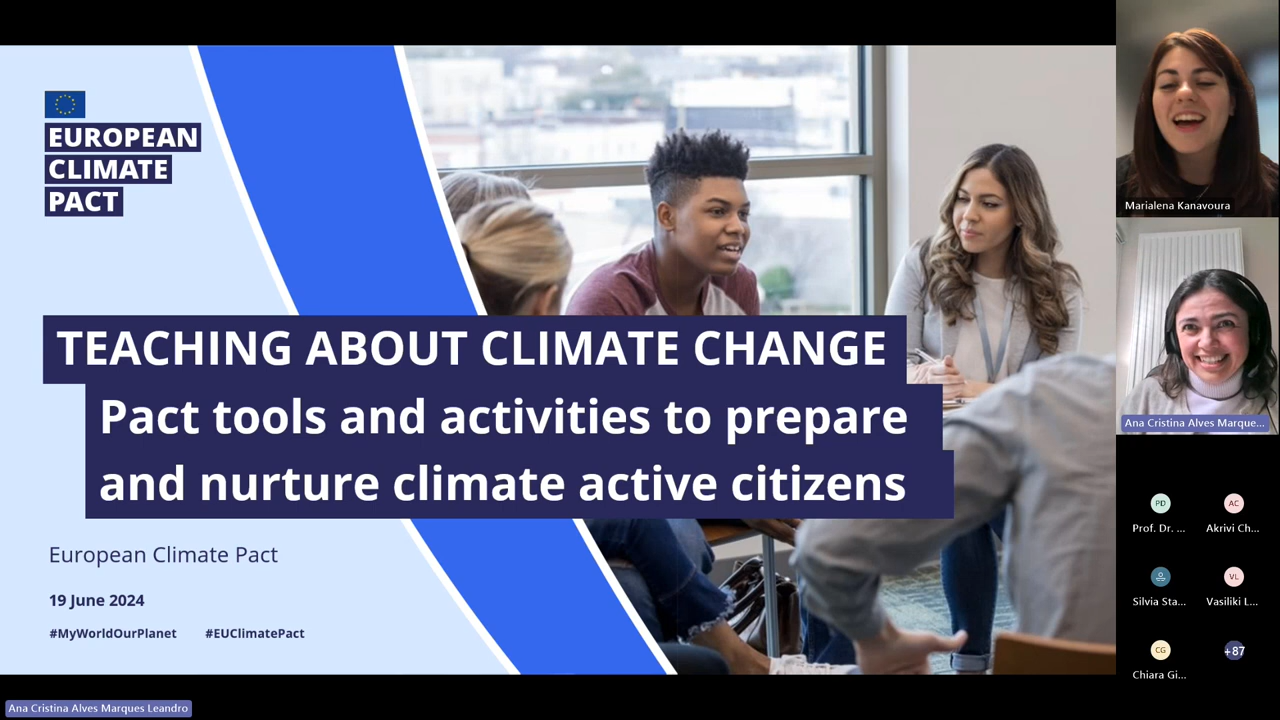 EUROPEAN
CLIMATE
PACT
TEACHING ABOUT CLIMATE CHANGE
Pact tools and activities to prepare
and nurture climate active citizens
European Climate Pact
19 June 2024
#MyWorldOurPlanet #EUClimatePact
Ana Cristina Alves Marques Leandro
Marialena Kanavoura
Ana Cristina Alves Marque...
PD AC
Prof. Dr. ... Akrivi Ch...
VL
Silvia Sta... Vasiliki L...
CG +87
Chiara Gi...